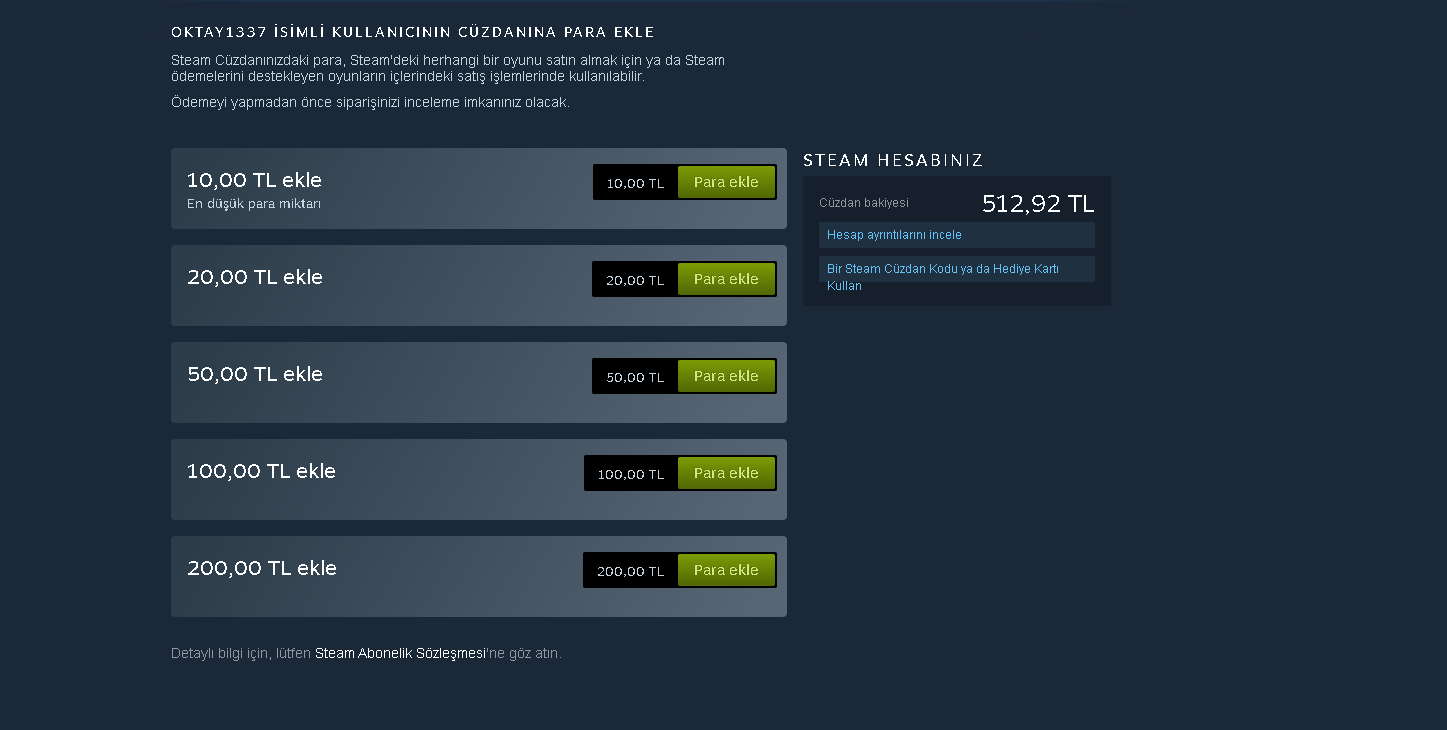 OKTAY1337 İSİMLİ KULLANICININ CÜZDANINA PARA EKLE
Steam Cüzdanınızdaki para, Steam'deki herhangi bir oyunu satın almak için ya da Steam
ödemelerini destekleyen oyunların içlerindeki satış işlemlerinde kullanılabilir.
Ödemeyi yapmadan önce siparişinizi inceleme imkanınız olacak.
10,00 TL ekle
En düşük para miktarı
10,00 TL Para ekle
20,00 TL ekle
20,00 TL Para ekle
50,00 TL ekle
50,00 TL Para ekle
100,00 TL ekle
100,00 TL Para ekle
200,00 TL ekle
200,00 TL Para ekle
STEAM HESABINIZ
Cüzdan bakiyesi 512,92 TL
Hesap ayrıntılarını incele
Bir Steam Cüzdan Kodu ya da Hediye Kartı
Kullan
Detaylı bilgi için, lütfen Steam Abonelik Sözleşmesi'ne göz atın.